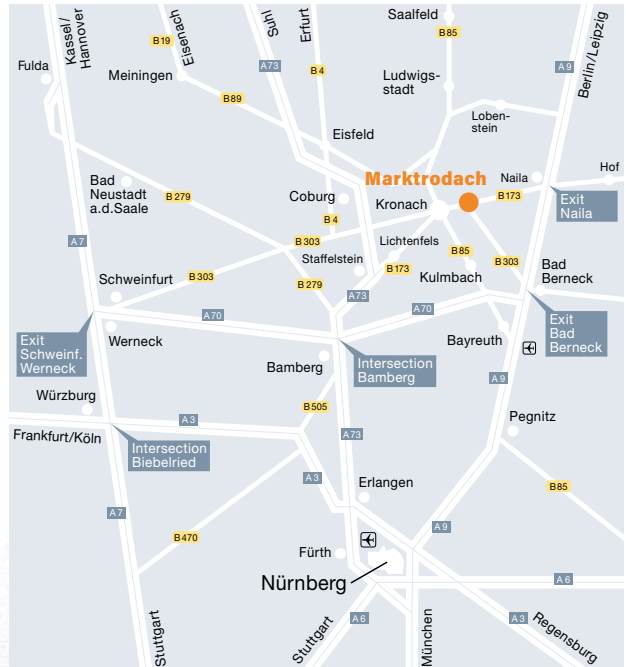 Kassel/
Hannover
B19
Eisenach
Suhl
Erfurt
Saalfeld
B85
Berlin/Leipzig
Fulda
Meiningen
A73
B4
A9
B89
Ludwigs-
stadt
Loben-
stein
Eisfeld
Bad
Neustadt
a.d.Saale
B279
Coburg
Marktrodach
Kronach
Naila
Hof
B173
Exit
Naila
A7
B4
B303
Lichtenfels
B85
B303
Staffelstein
B173
Kulmbach
Bad
Berneck
Schweinfurt
B303
B279
A73
A70
A70
Exit
Schweinf.
Werneck
Werneck
Bamberg
Intersection
Bamberg
Bayreuth
Exit
Bad
Berneck
A9
Würzburg
B505
A3
Pegnitz
Frankfurt/Köln
A73
Intersection
Biebelried
A3
Erlangen
B85
A7
A9
B470
Fürth
Nürnberg
A6
Stuttgart
Stuttgart
A6
München
A3
Regensburg